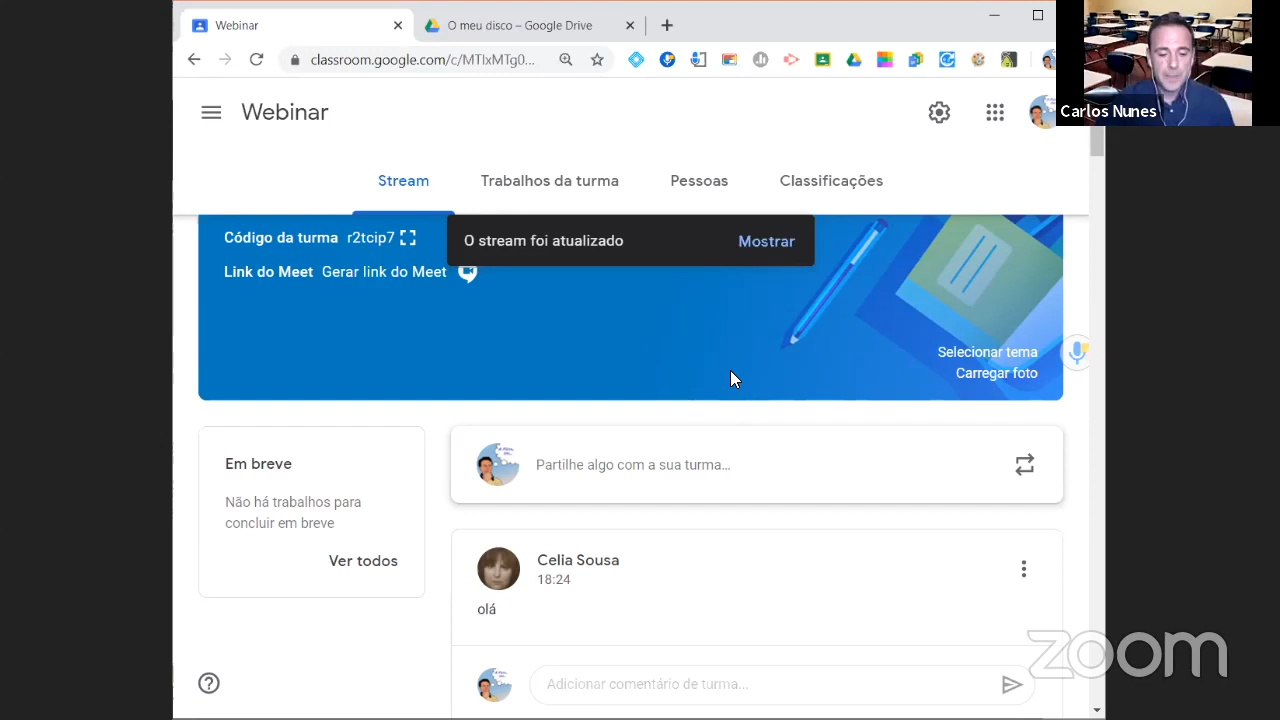 Webinar
O meu disco – Google Drive
classroom.google.com/c/MTIxMTg0...
Webinar
Carlos Nunes
Stream
Trabalhos da turma
Pessoas
Classificações
Código da turma r2tcip7
O stream foi atualizado
Mostrar
Link do Meet Gerar link do Meet
Selecionar tema
Carregar foto
Em breve
Partilhe algo com a sua turma...
Não há trabalhos para
concluir em breve
Ver todos
Celia Sousa
18:24
olá
Adicionar comentário de turma...
zoom